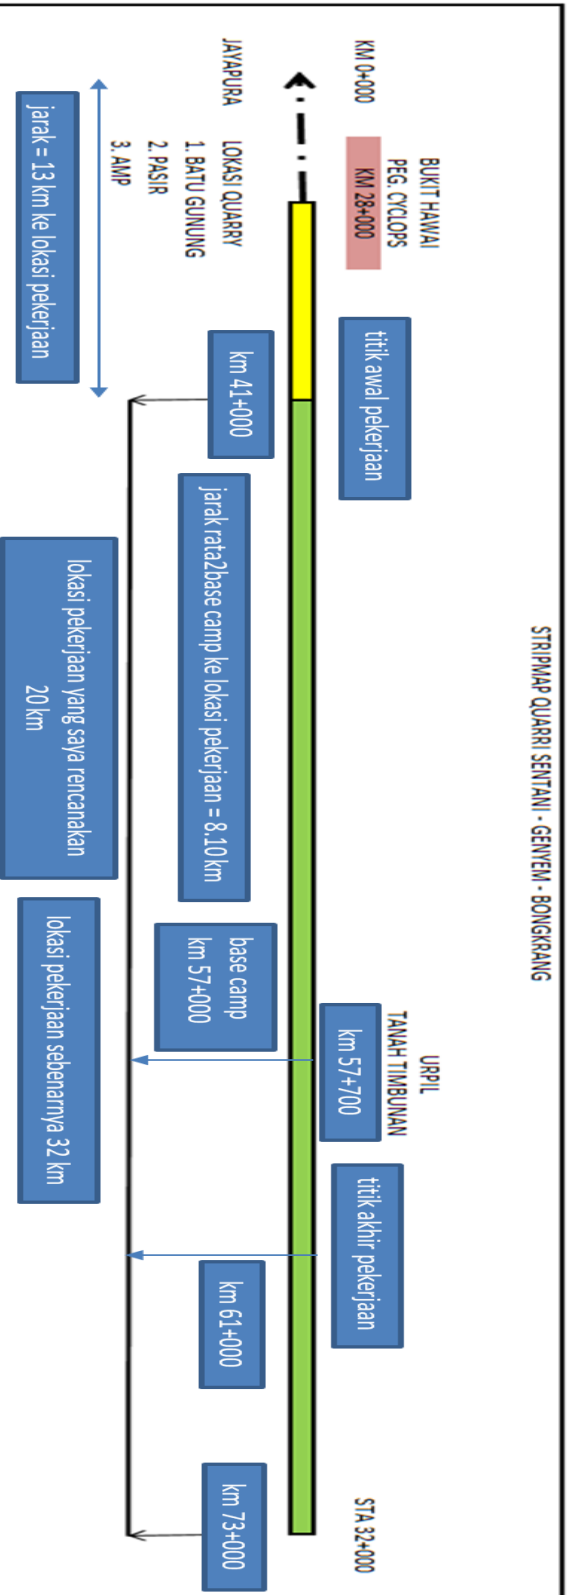 STRIPMAP QUARRI SENTANI - GENYEM - BONGKRANG
BUKIT HAWAI
PEG. CYCLOPS
KM 0+000
KM 28+000
titik awal pekerjaan
URPIL
TANAH TIMBUNAN
km 57+700
titik akhir pekerjaan
STA 32+000
JAYAPURA
LOKASI QUARRY
1. BATU GUNUNG
2. PASIR
3. AMP
km 41+000
jarak rata2base camp ke lokasi pekerjaan = 8.10 km
base camp
km 57+000
km 61+000
km 73+000
jarak = 13 km ke lokasi pekerjaan
lokasi pekerjaan yang saya rencanakan
20 km
lokasi pekerjaan sebenarnya 32 km